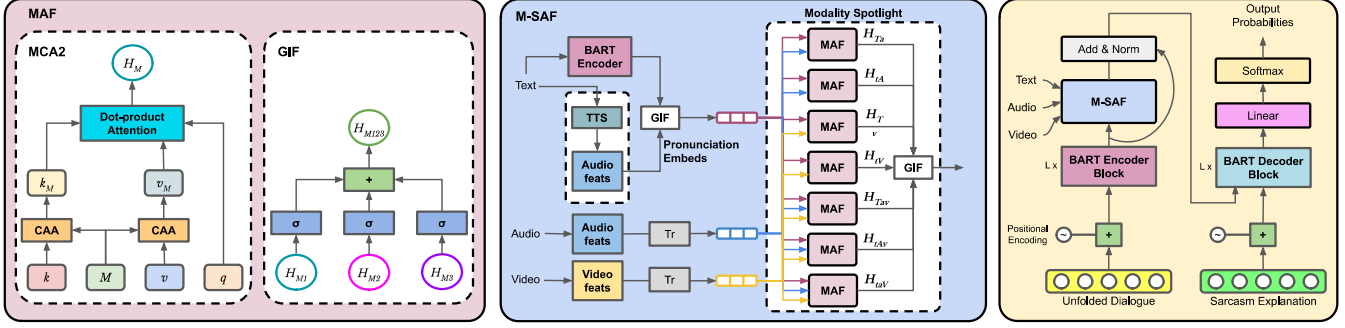 MAF
MCA2
H_M
Dot-product
Attention
k_M
v_M
CAA
CAA
k
M
v
q
GIF
H_M123
+
σ
σ
σ
H_M1
H_M2
H_M3
M-SAF
BART
Encoder
Text
TTS
GIF
Audio
feats
Pronunciation
Embeds
Audio
Audio
feats
Tr
Video
Video
feats
Tr
Modality Spotlight
MAF
H_Ta
MAF
H_tA
MAF
H_T
v
MAF
H_tV
MAF
H_Tav
MAF
H_tAv
MAF
H_taV
GIF
Add & Norm
Text
Audio
Video
M-SAF
L x
BART Encoder
Block
Positional
Encoding
~
+
Unfolded Dialogue
Output
Probabilities
Softmax
Linear
L x
BART Decoder
Block
~
+
Sarcasm Explanation